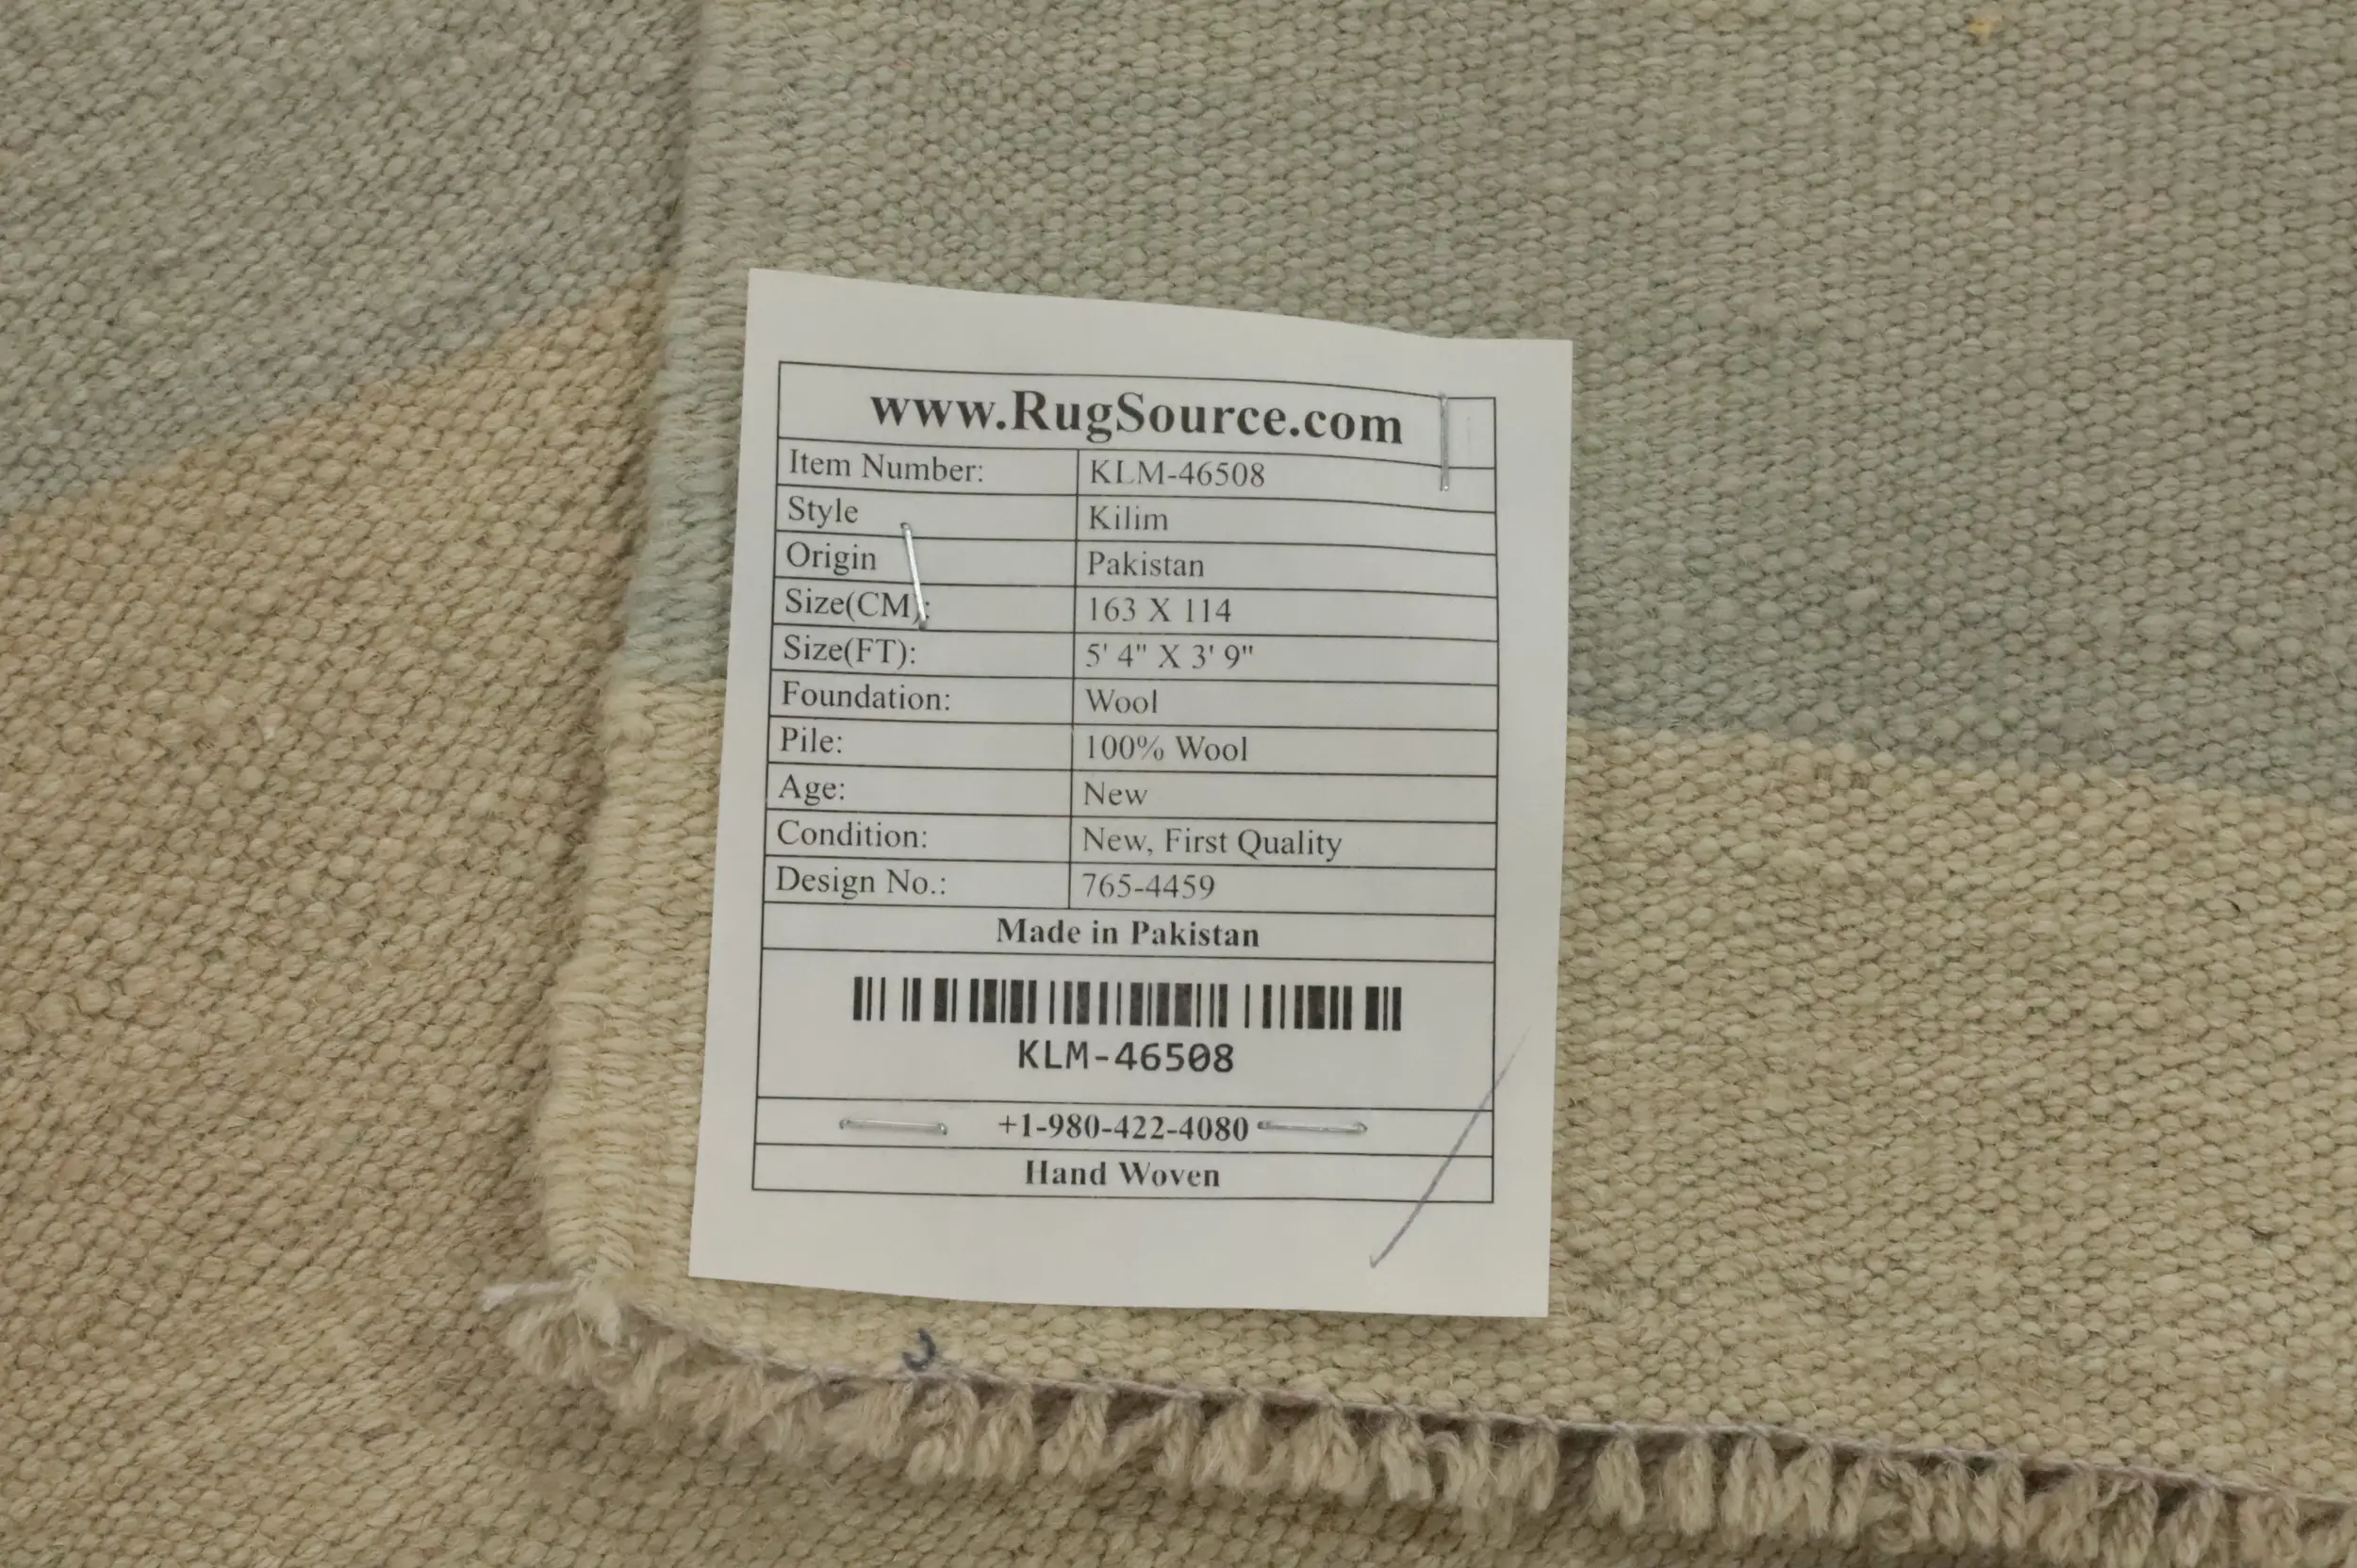 www.RugSource.com
Item Number: KLM-46508
Style Kilim
Origin Pakistan
Size(CM): 163 X 114
Size(FT): 5' 4" X 3' 9"
Foundation: Wool
Pile: 100% Wool
Age: New
Condition: New, First Quality
Design No.: 765-4459
Made in Pakistan
KLM-46508
+1-980-422-4080
Hand Woven